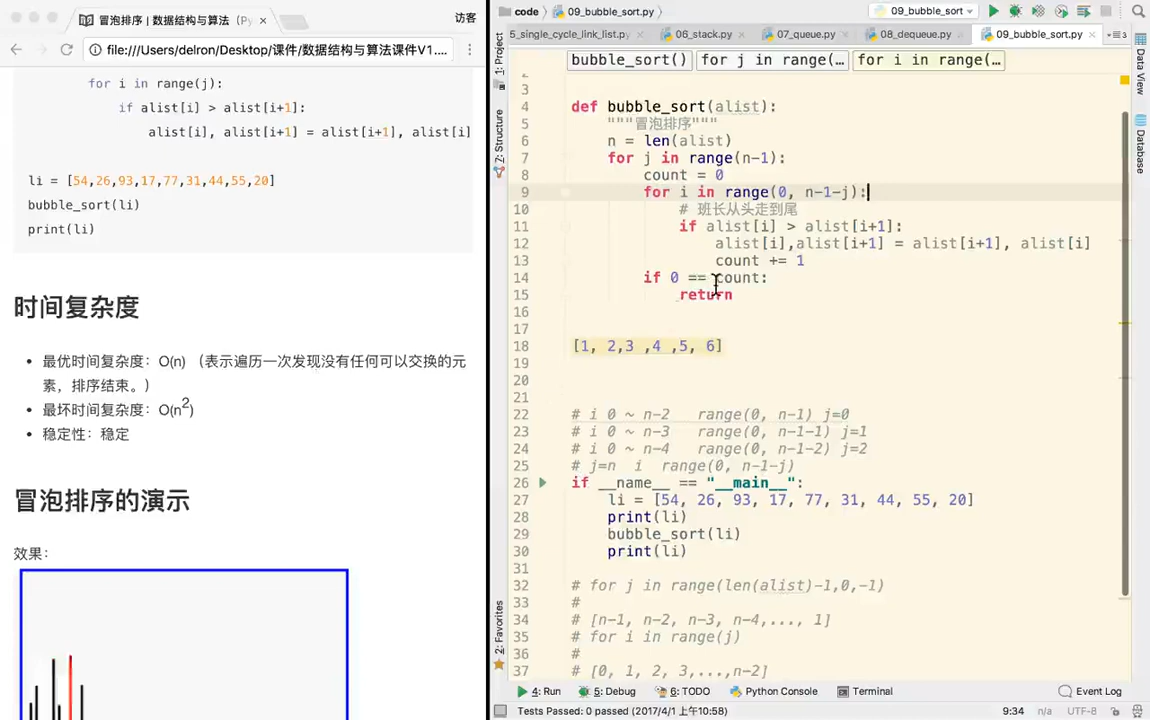 冒泡排序 | 数据结构与算法 (Py
访客
file:///Users/delron/Desktop/课件/数据结构与算法课件V1....
for i in range(j):
if alist[i] > alist[i+1]:
alist[i], alist[i+1] = alist[i+1], alist[i]
li = [54,26,93,17,77,31,44,55,20]
bubble_sort(li)
print(li)
时间复杂度
最优时间复杂度：O(n) （表示遍历一次发现没有任何可以交换的元
素，排序结束。）
最坏时间复杂度：O(n2)
稳定性：稳定
冒泡排序的演示
效果：
code
09_bubble_sort.py
09_bubble_sort
5_single_cycle_link_list.py
06_stack.py
07_queue.py
08_dequeue.py
09_bubble_sort.py
3
bubble_sort()
for j in range(...
for i in range(...
1: Project
7: Structure
2: Favorites
Data View
Database
2
3
4 def bubble_sort(alist):
5 """冒泡排序"""
6 n = len(alist)
7 for j in range(n-1):
8 count = 0
9 for i in range(0, n-1-j):
10 # 班长从头走到尾
11 if alist[i] > alist[i+1]:
12 alist[i],alist[i+1] = alist[i+1], alist[i]
13 count += 1
14 if 0 == count:
15 return
16
17
18 [1, 2,3 ,4 ,5, 6]
19
20
21
22 # i 0 ~ n-2 range(0, n-1) j=0
23 # i 0 ~ n-3 range(0, n-1-1) j=1
24 # i 0 ~ n-4 range(0, n-1-2) j=2
25 # j=n i range(0, n-1-j)
26 if __name__ == "__main__":
27 li = [54, 26, 93, 17, 77, 31, 44, 55, 20]
28 print(li)
29 bubble_sort(li)
30 print(li)
31
32 # for j in range(len(alist)-1,0,-1)
33 #
34 # [n-1, n-2, n-3, n-4,..., 1]
35 # for i in range(j)
36 #
37 # [0, 1, 2, 3,...,n-2]
4: Run
5: Debug
6: TODO
Python Console
Terminal
Event Log
Tests Passed: 0 passed (2017/4/1 上午10:58)
9:34
n/a
UTF-8